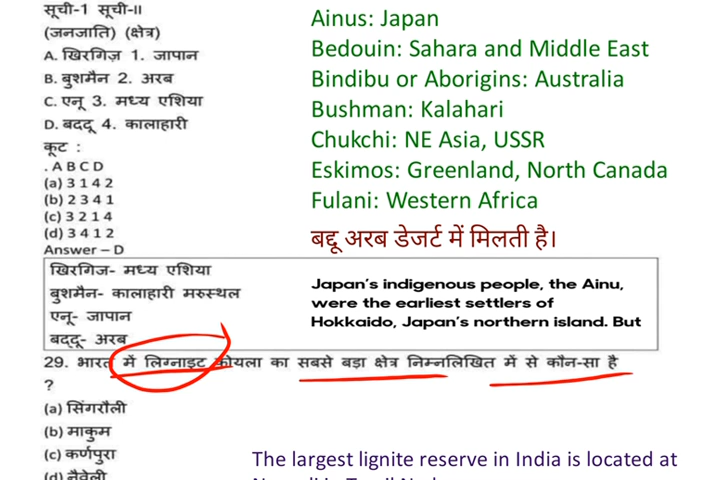 सूची-1 सूची-II
(जनजाति) (क्षेत्र)
A. खिरगिज़ 1. जापान
B. बुशमैन 2. अरब
C. एनू 3. मध्य एशिया
D. बददू 4. कालाहारी
कूट :
. A B C D
(a) 3 1 4 2
(b) 2 3 4 1
(c) 3 2 1 4
(d) 3 4 1 2
Answer – D
खिरगिज- मध्य एशिया
बुशमैन- कालाहारी मरुस्थल
एनू- जापान
बददू- अरब
Ainus: Japan
Bedouin: Sahara and Middle East
Bindibu or Aborigins: Australia
Bushman: Kalahari
Chukchi: NE Asia, USSR
Eskimos: Greenland, North Canada
Fulani: Western Africa
बद्दू अरब डेजर्ट में मिलती है।
Japan's indigenous people, the Ainu,
were the earliest settlers of
Hokkaido, Japan's northern island. But
29. भारत में लिग्नाइट कोयला का सबसे बड़ा क्षेत्र निम्नलिखित में से कौन-सा है
?
(a) सिंगरौली
(b) माकुम
(c) कर्णपुरा
(d) नैवेली
The largest lignite reserve in India is located at